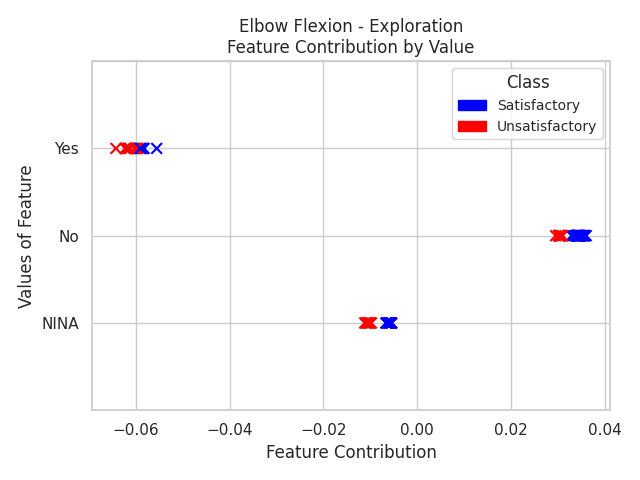 Elbow Flexion - Exploration
Feature Contribution by Value
Class
Satisfactory
Unsatisfactory
Values of Feature
Yes
No
NINA
−0.06 −0.04 −0.02 0.00 0.02 0.04
Feature Contribution